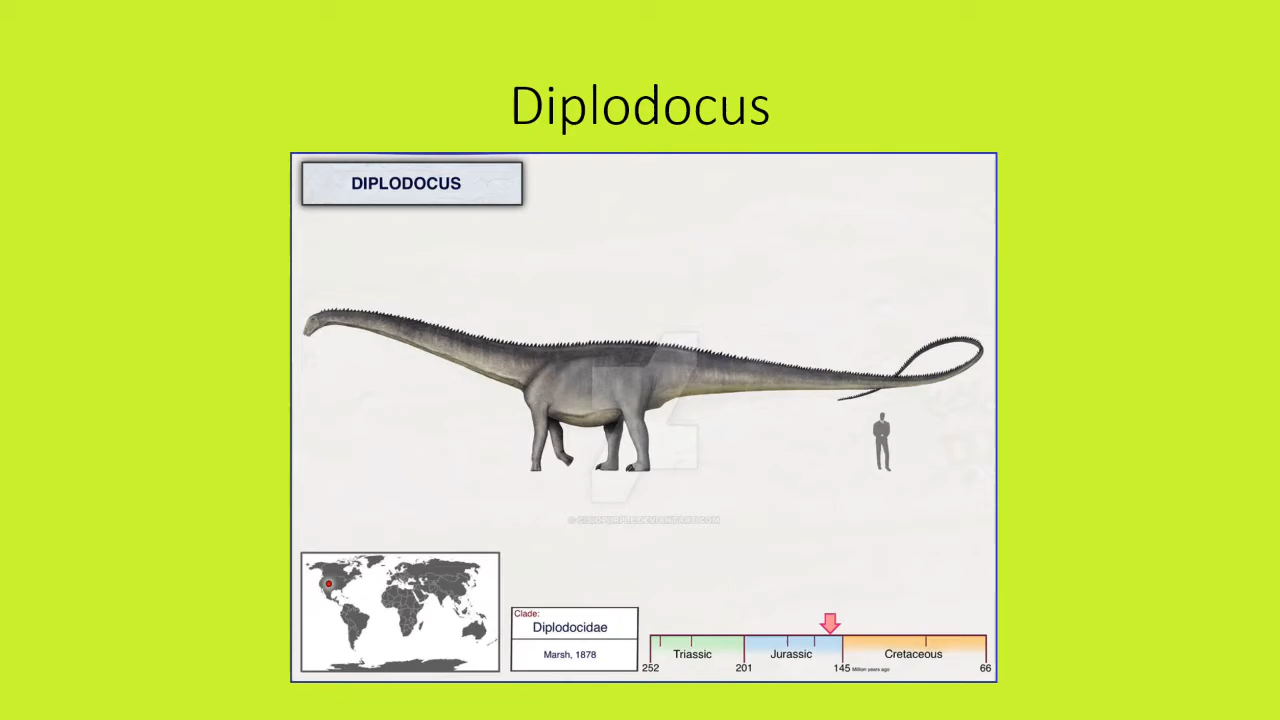 Diplodocus
DIPLODOCUS
Clade:
Diplodocidae
Marsh, 1878
Triassic
Jurassic
Cretaceous
252
201
145 Million years ago
66